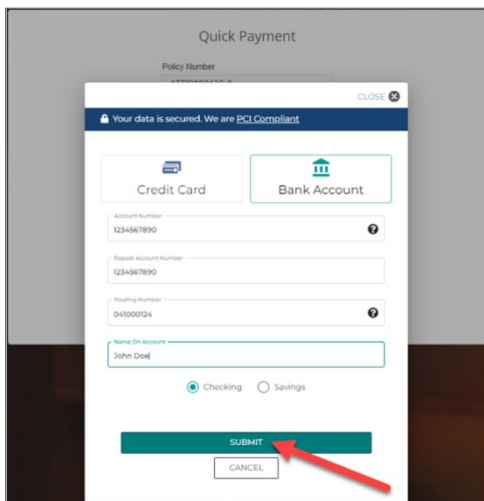 Quick Payment
Policy Number
CLOSE
Your data is secured. We are PCI Compliant
Credit Card
Bank Account
Account Number
1234567890
Repeat Account Number
1234567890
Routing Number
041000124
Name On Account
John Doe
Checking
Savings
SUBMIT
CANCEL